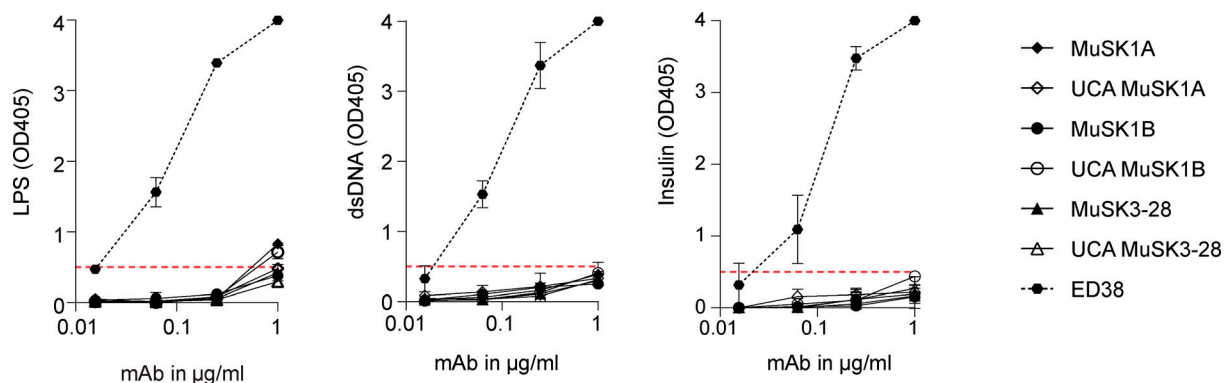 LPS (OD405)
4
3
2
1
0
0.01
0.1
1
mAb in µg/ml
dsDNA (OD405)
4
3
2
1
0
0.01
0.1
1
mAb in µg/ml
Insulin (OD405)
4
3
2
1
0
0.01
0.1
1
mAb in µg/ml
MuSK1A
UCA MuSK1A
MuSK1B
UCA MuSK1B
MuSK3-28
UCA MuSK3-28
ED38